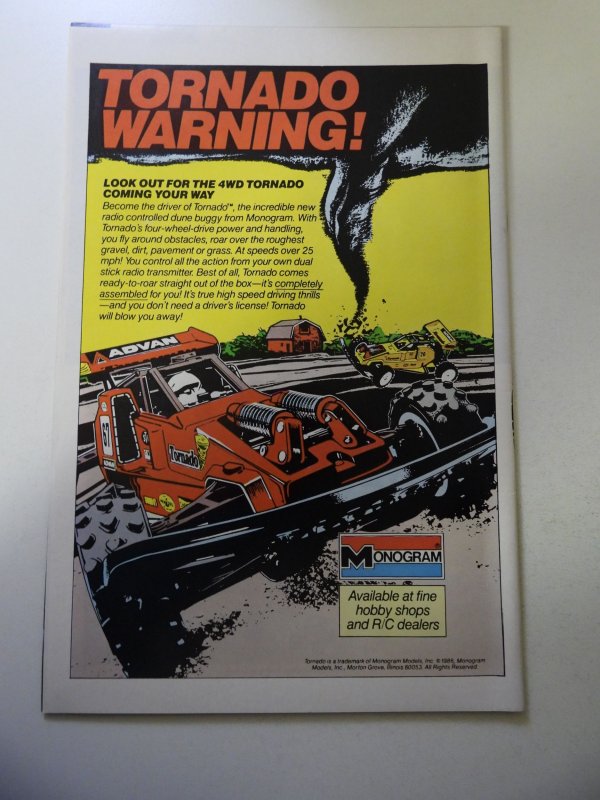 TORNADO
WARNING!
LOOK OUT FOR THE 4WD TORNADO
COMING YOUR WAY
Become the driver of Tornado™, the incredible new
radio controlled dune buggy from Monogram. With
Tornado's four-wheel-drive power and handling,
you fly around obstacles, roar over the roughest
gravel, dirt, pavement or grass. At speeds over 25
mph! You control all the action from your own dual
stick radio transmitter. Best of all, Tornado comes
ready-to-roar straight out of the box—it's completely
assembled for you! It's true high speed driving thrills
—and you don't need a driver's license! Tornado
will blow you away!
ADVAN
67
Tornado
MONOGRAM
Available at fine
hobby shops
and R/C dealers
Tornado is a trademark of Monogram Models, Inc. © 1986, Monogram
Models, Inc., Morton Grove, Illinois 60053. All Rights Reserved.